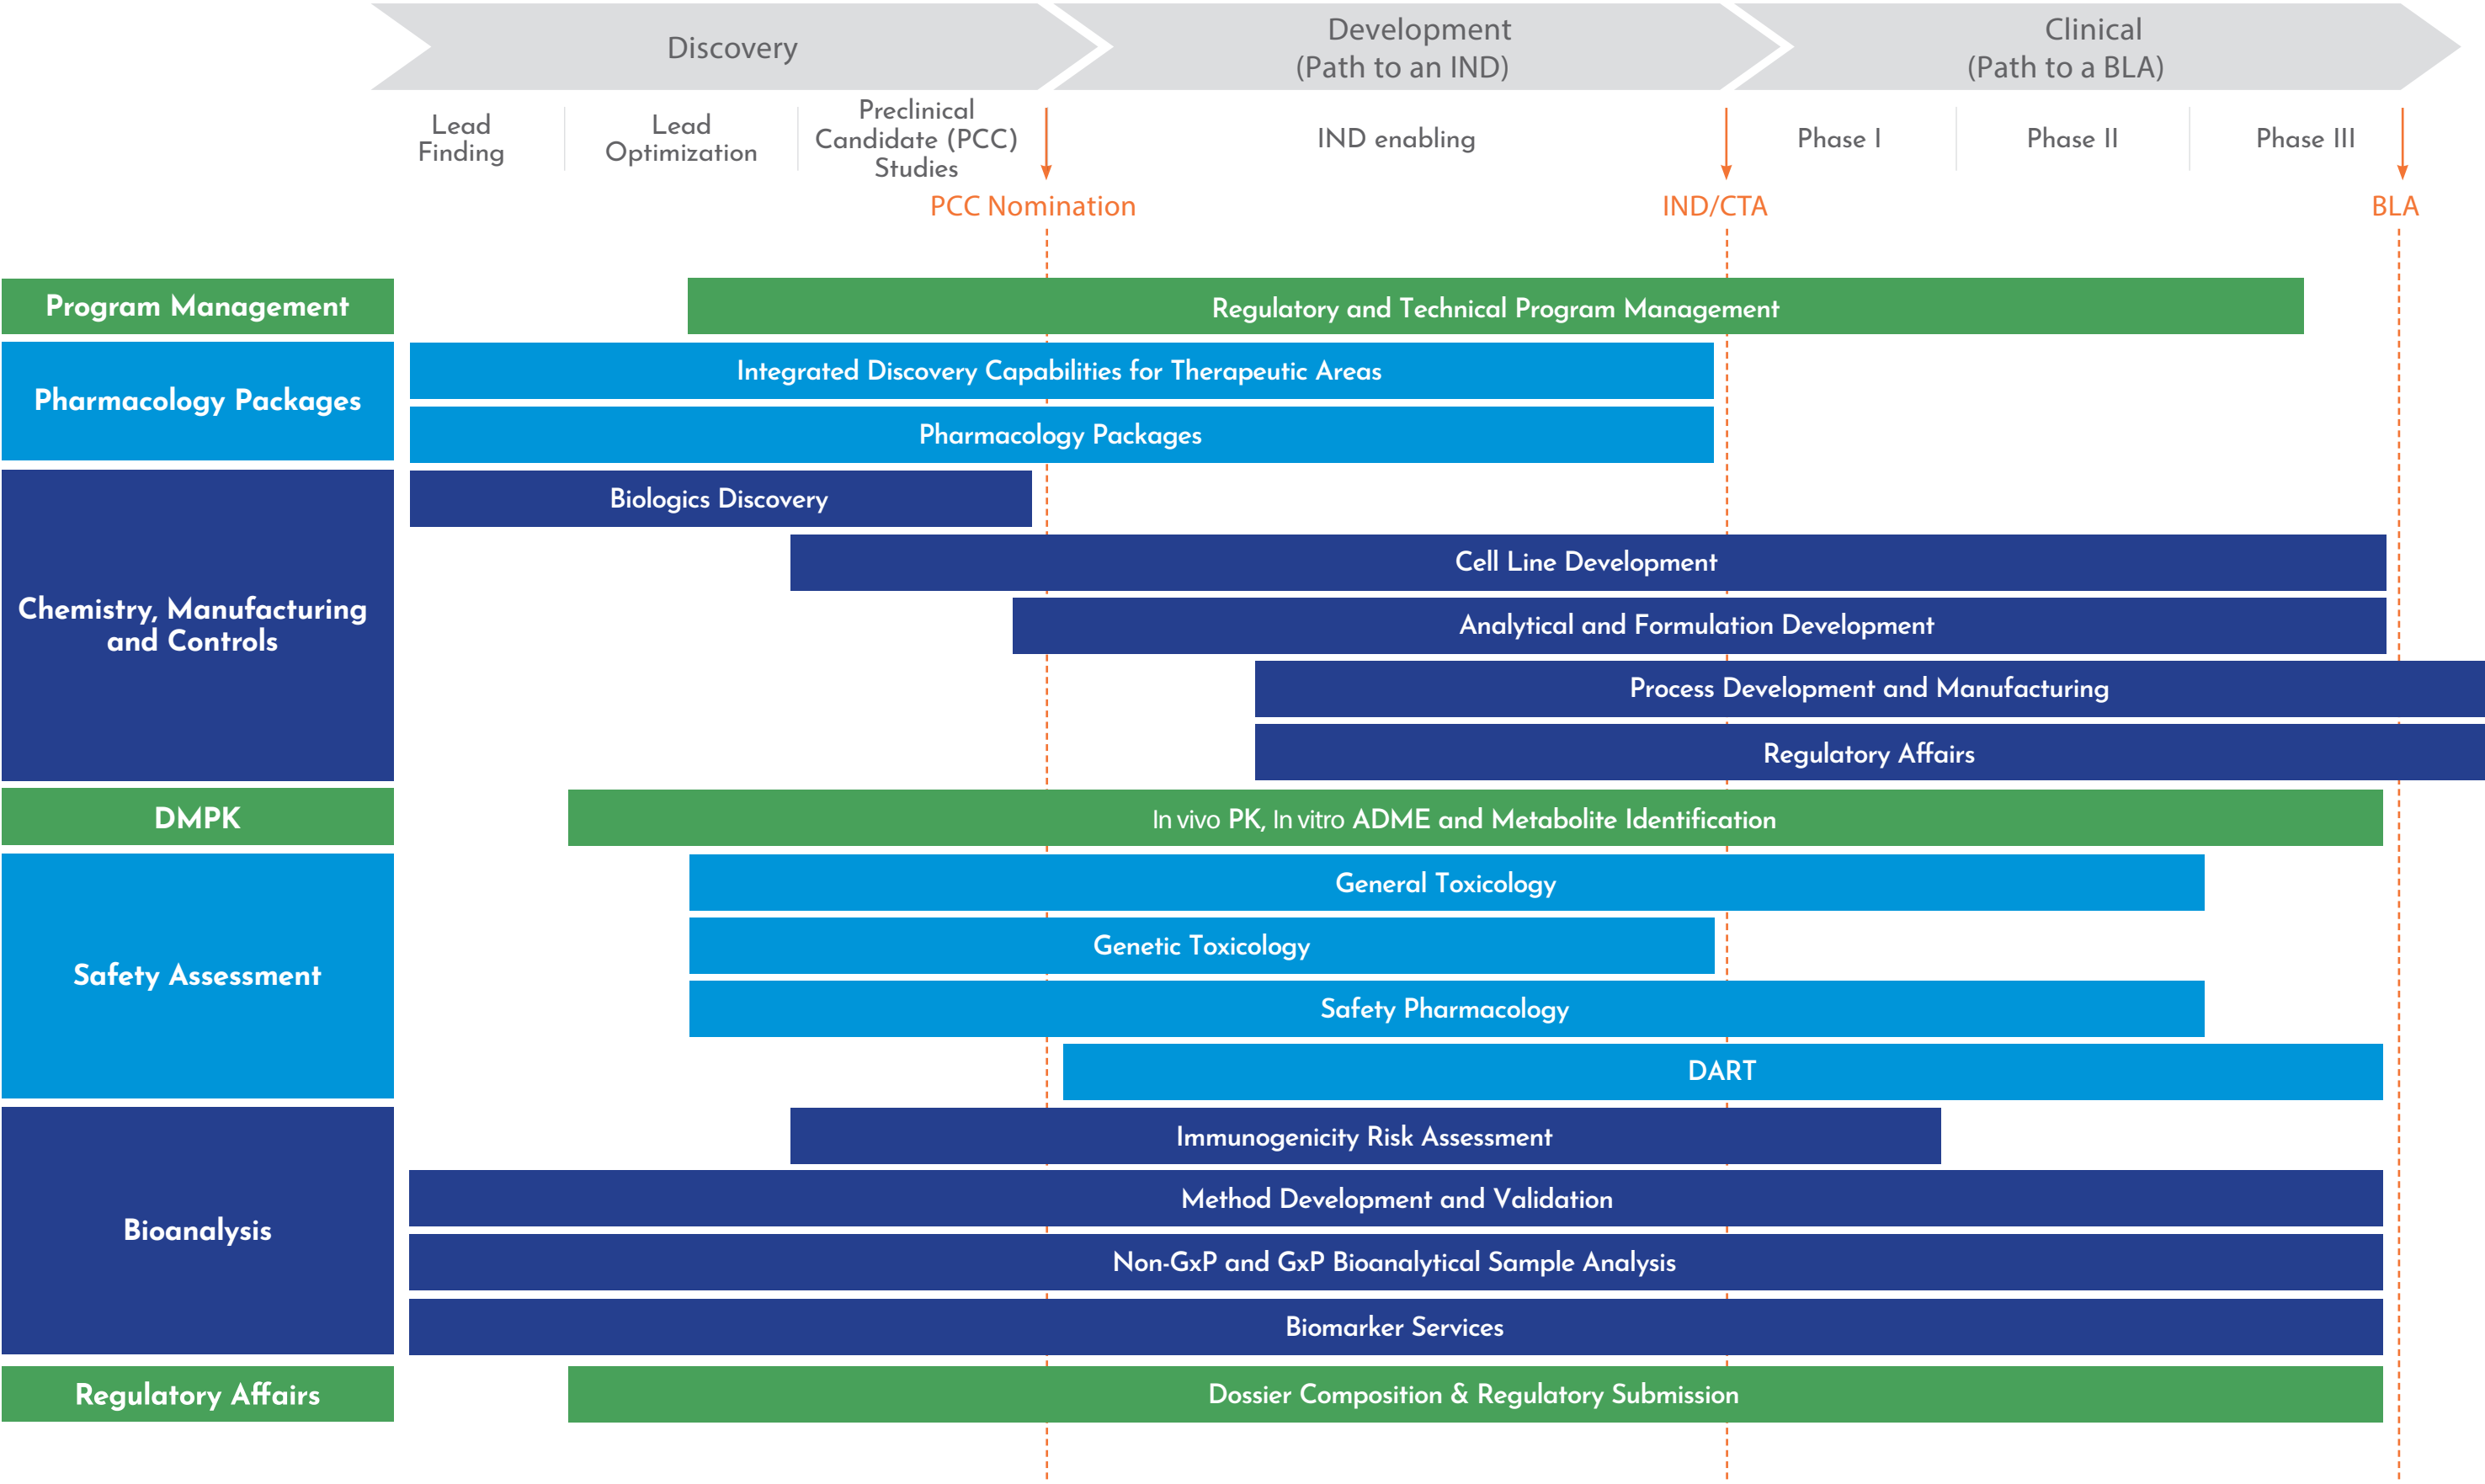 Discovery
Development
(Path to an IND)
Clinical
(Path to a BLA)
Lead
Finding
Lead
Optimization
Preclinical
Candidate (PCC)
Studies
IND enabling
Phase I
Phase II
Phase III
PCC Nomination
IND/CTA
BLA
Program Management
Regulatory and Technical Program Management
Pharmacology Packages
Integrated Discovery Capabilities for Therapeutic Areas
Pharmacology Packages
Chemistry, Manufacturing
and Controls
Biologics Discovery
Cell Line Development
Analytical and Formulation Development
Process Development and Manufacturing
Regulatory Affairs
DMPK
In vivo PK, In vitro ADME and Metabolite Identification
Safety Assessment
General Toxicology
Genetic Toxicology
Safety Pharmacology
DART
Bioanalysis
Immunogenicity Risk Assessment
Method Development and Validation
Non-GxP and GxP Bioanalytical Sample Analysis
Biomarker Services
Regulatory Affairs
Dossier Composition & Regulatory Submission